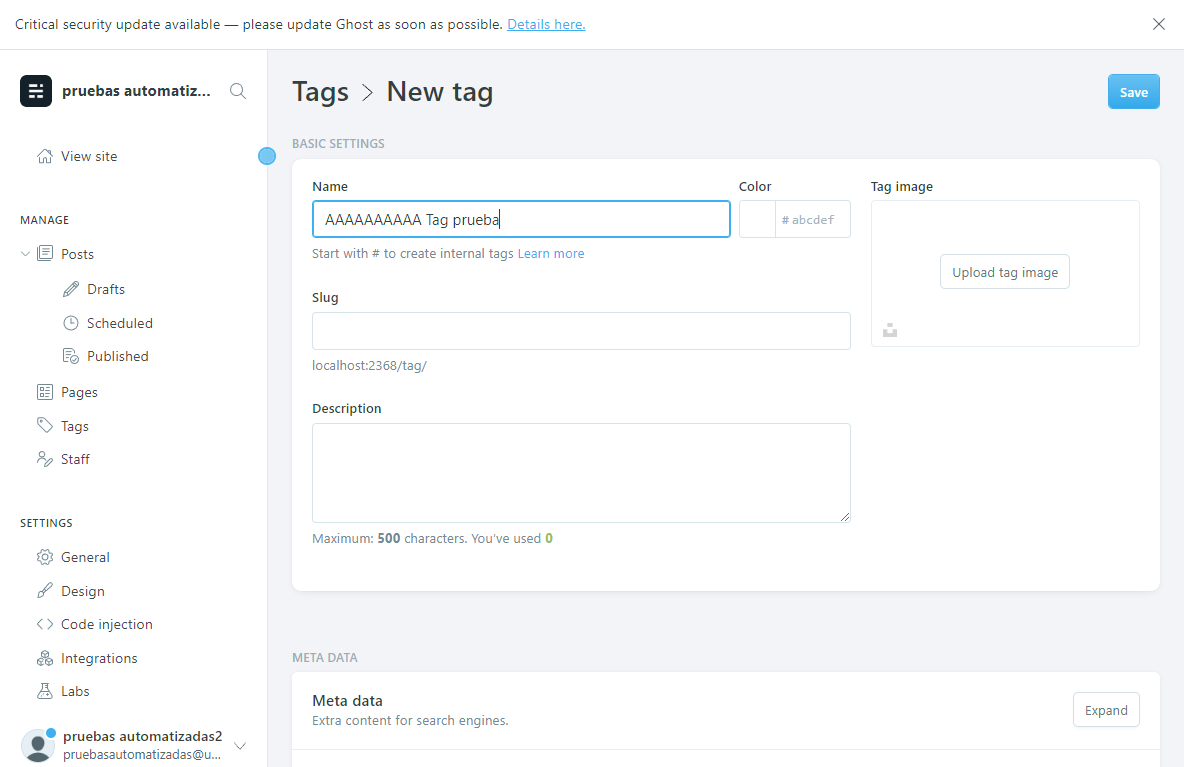 Critical security update available — please update Ghost as soon as possible. Details here.
pruebas automatiz...
View site
MANAGE
Posts
Drafts
Scheduled
Published
Pages
Tags
Staff
SETTINGS
General
Design
Code injection
Integrations
Labs
pruebas automatizadas2
pruebasautomatizadas@u...
Tags > New tag
Save
BASIC SETTINGS
Name
AAAAAAAAAA Tag prueba
Start with # to create internal tags Learn more
Color
# abcdef
Tag image
Upload tag image
Slug
localhost:2368/tag/
Description
Maximum: 500 characters. You've used 0
META DATA
Meta data
Extra content for search engines.
Expand